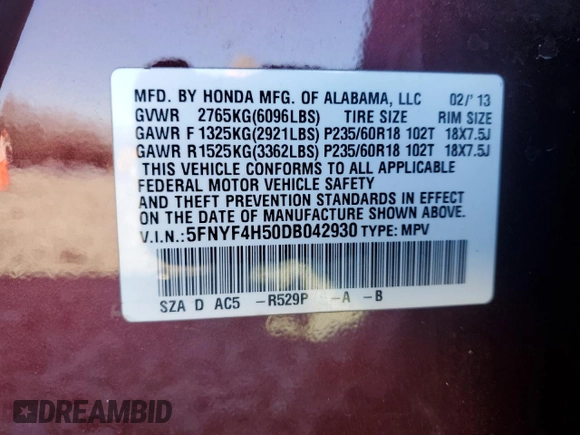 MFD. BY HONDA MFG. OF ALABAMA, LLC 02/'13
GVWR 2765KG(6096LBS) TIRE SIZE RIM SIZE
GAWR F 1325KG(2921LBS) P235/60R18 102T 18X7.5J
GAWR R1525KG(3362LBS) P235/60R18 102T 18X7.5J
THIS VEHICLE CONFORMS TO ALL APPLICABLE
FEDERAL MOTOR VEHICLE SAFETY
AND THEFT PREVENTION STANDARDS IN EFFECT
ON THE DATE OF MANUFACTURE SHOWN ABOVE.
V.I.N.:5FNYF4H50DB042930 TYPE: MPV
SZA D AC5 -R529P -A -B
DREAMBID